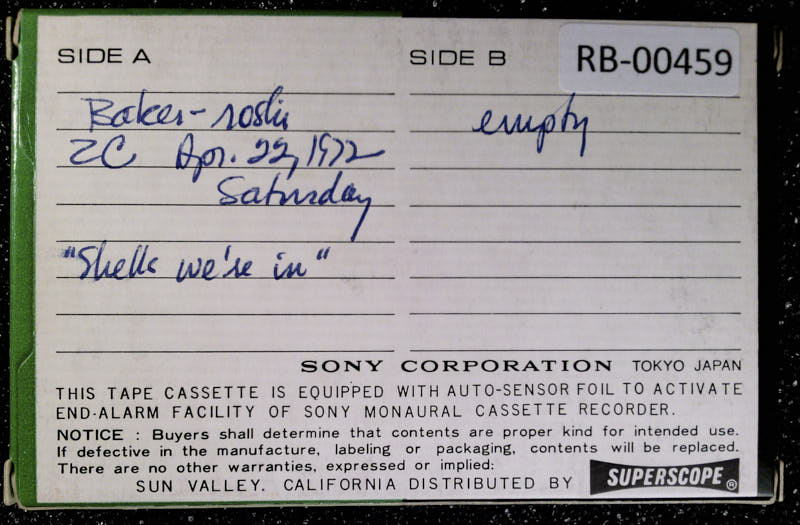 SIDE A
Baker-roshi
ZC Apr. 22, 1972
Saturday
"Shells we're in"
SIDE B
RB-00459
empty
SONY CORPORATION TOKYO JAPAN
THIS TAPE CASSETTE IS EQUIPPED WITH AUTO-SENSOR FOIL TO ACTIVATE
END-ALARM FACILITY OF SONY MONAURAL CASSETTE RECORDER.
NOTICE : Buyers shall determine that contents are proper kind for intended use.
If defective in the manufacture, labeling or packaging, contents will be replaced.
There are no other warranties, expressed or implied:
SUN VALLEY. CALIFORNIA DISTRIBUTED BY SUPERSCOPE®